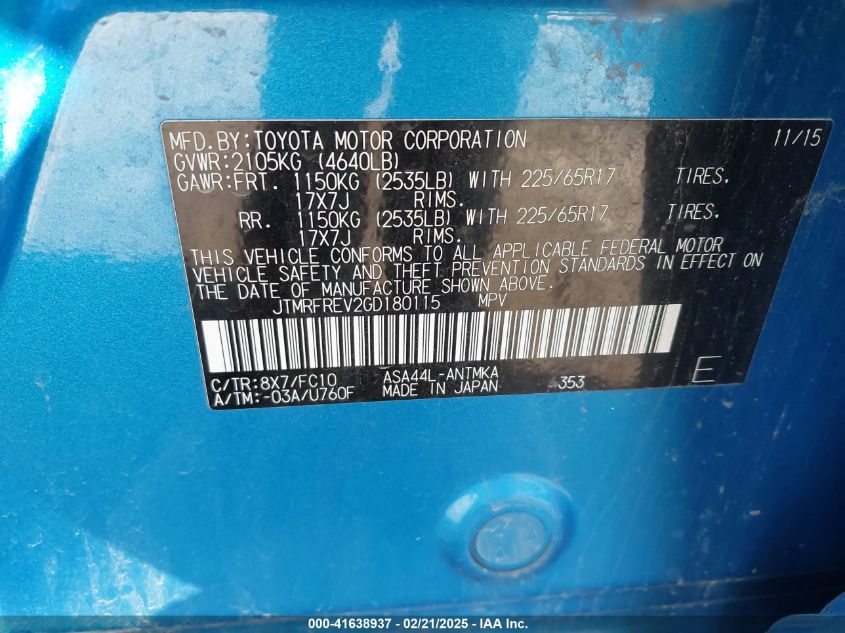 MFD.BY:TOYOTA MOTOR CORPORATION 11/15
GVWR:2105KG (4640LB)
GAWR:FRT. 1150KG (2535LB) WITH 225/65R17 TIRES.
17X7J RIMS.
RR. 1150KG (2535LB) WITH 225/65R17 TIRES.
17X7J RIMS.
THIS VEHICLE CONFORMS TO ALL APPLICABLE FEDERAL MOTOR
VEHICLE SAFETY AND THEFT PREVENTION STANDARDS IN EFFECT ON
THE DATE OF MANUFACTURE SHOWN ABOVE.
JTMRFREV2GD180115 MPV
C/TR:8X7/FC10 ASA44L-ANTMKA
A/TM:-03A/U760F MADE IN JAPAN 353 E
000-41638937 - 02/21/2025 - IAA Inc.